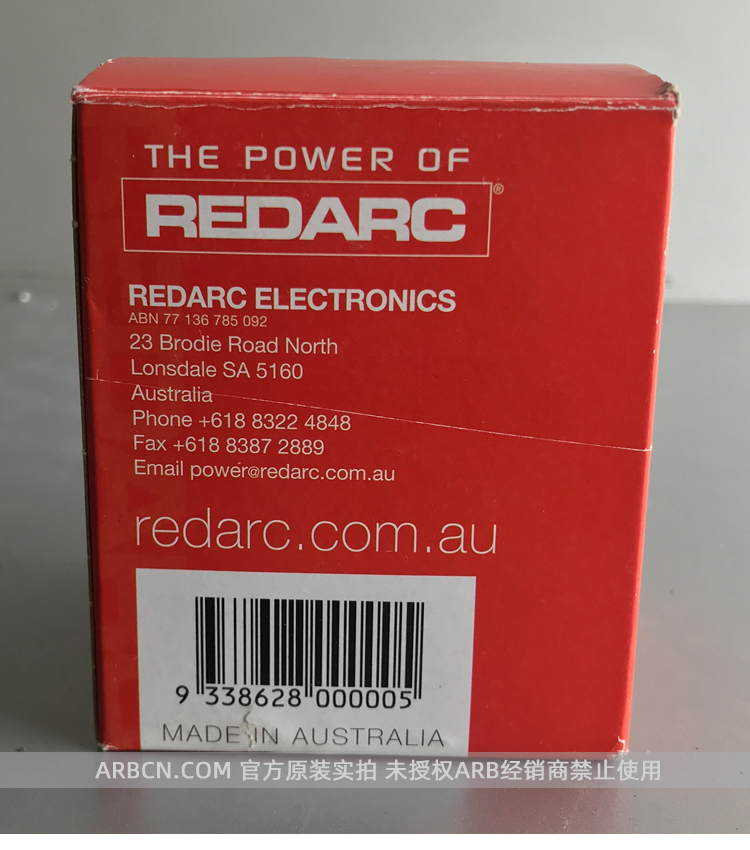 THE POWER OF
REDARC®
REDARC ELECTRONICS
ABN 77 136 785 092
23 Brodie Road North
Lonsdale SA 5160
Australia
Phone +618 8322 4848
Fax +618 8387 2889
Email power@redarc.com.au
redarc.com.au
9 338628 000005
MADE IN AUSTRALIA
ARBCN.COM 官方原装实拍 未授权ARB经销商禁止使用